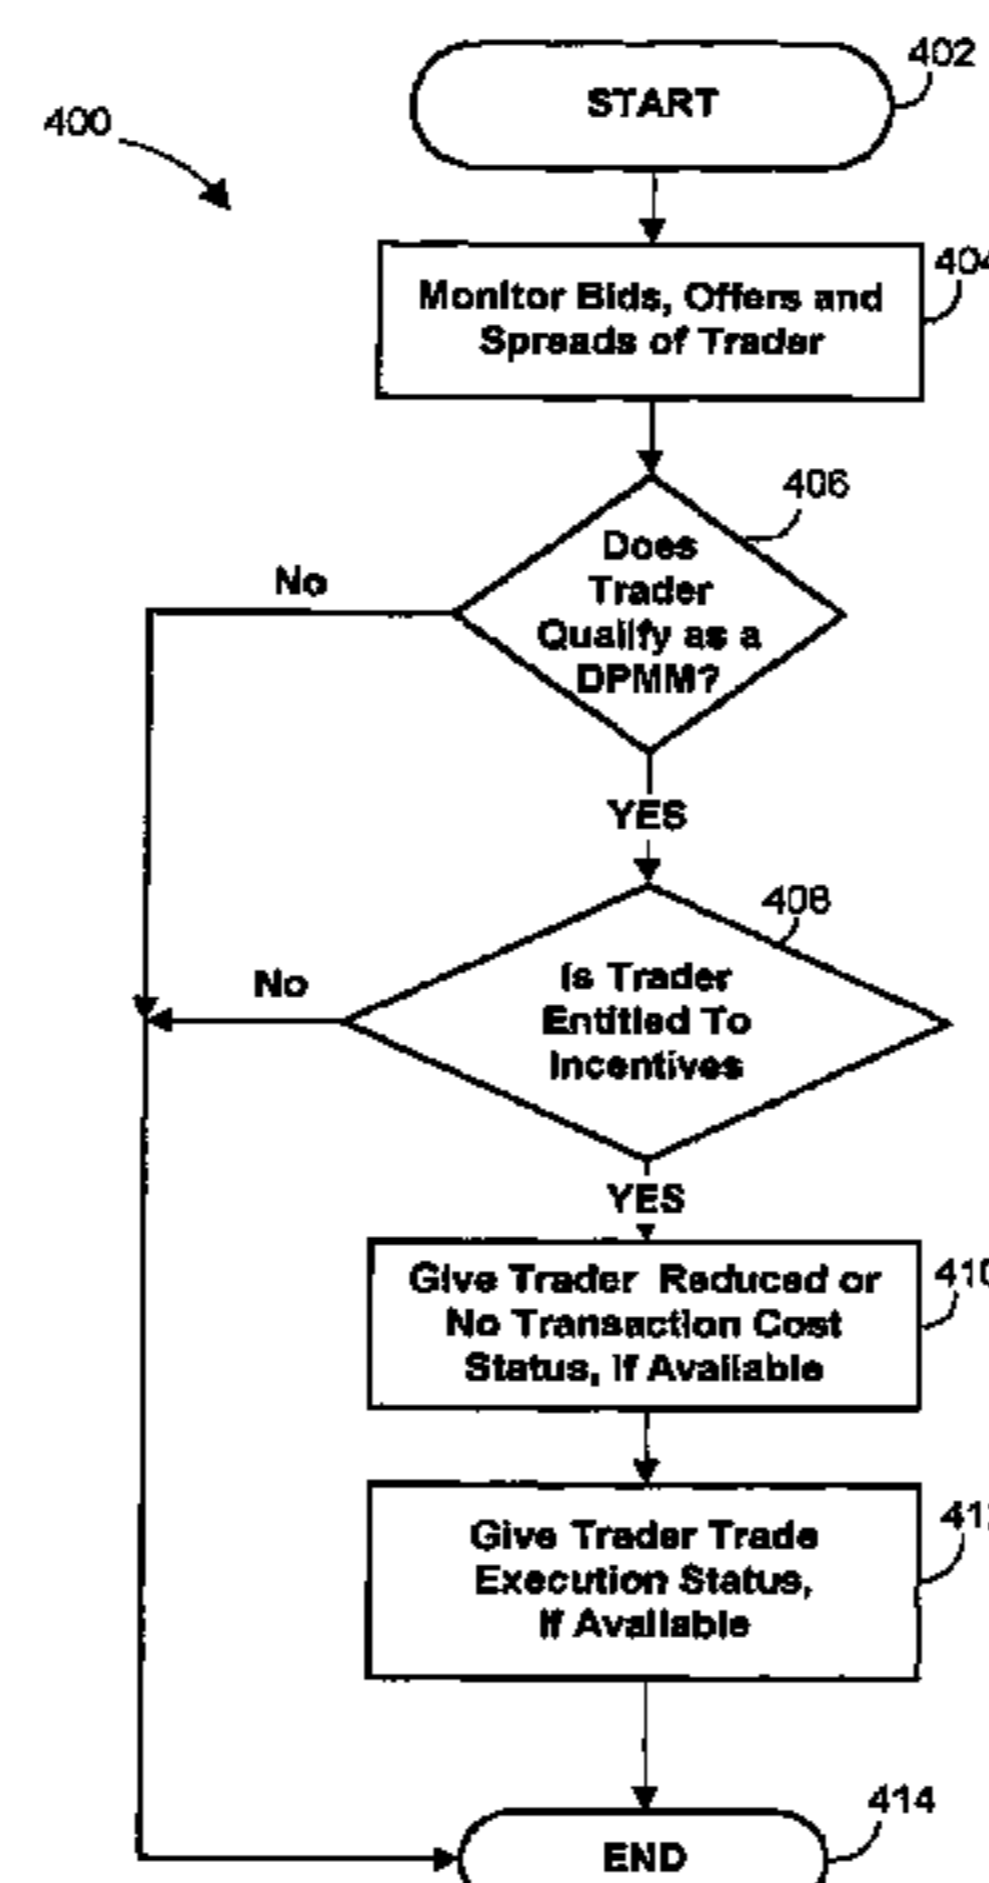 402
START
400
404
Monitor Bids, Offers and
Spreads of Trader
406
Does
Trader
Qualify as a
DPMM?
No
YES
408
Is Trader
Entitled To
Incentives
No
YES
410
Give Trader Reduced or
No Transaction Cost
Status, If Available
412
Give Trader Trade
Execution Status,
If Available
414
END